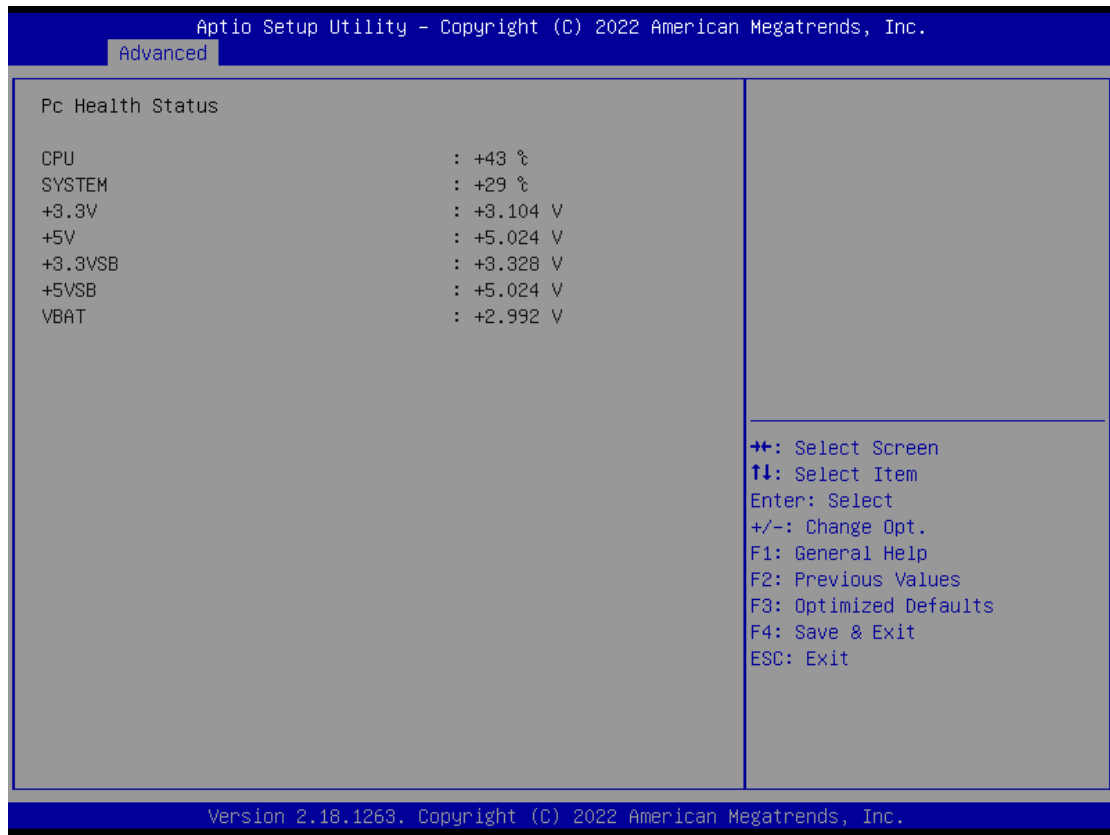 Aptio Setup Utility – Copyright (C) 2022 American Megatrends, Inc.
Advanced
Pc Health Status
CPU : +43 ℃
SYSTEM : +29 ℃
+3.3V : +3.104 V
+5V : +5.024 V
+3.3VSB : +3.328 V
+5VSB : +5.024 V
VBAT : +2.992 V
→←: Select Screen
↑↓: Select Item
Enter: Select
+/-: Change Opt.
F1: General Help
F2: Previous Values
F3: Optimized Defaults
F4: Save & Exit
ESC: Exit
Version 2.18.1263. Copyright (C) 2022 American Megatrends, Inc.